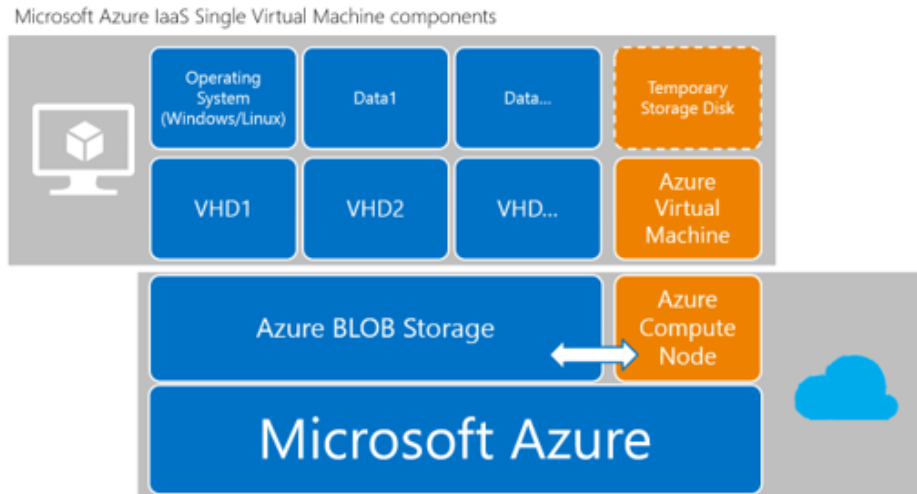 Microsoft Azure IaaS Single Virtual Machine components
Operating
System
(Windows/Linux)
Data1
Data...
Temporary
Storage Disk
VHD1
VHD2
VHD...
Azure
Virtual
Machine
Azure BLOB Storage
Azure
Compute
Node
Microsoft Azure